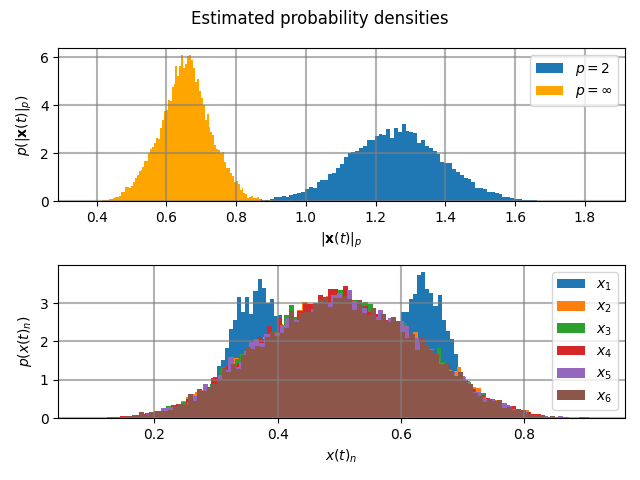 Estimated probability densities
p(|x(t)|ₚ)
6
4
2
0
p = 2
p = ∞
0.4 0.6 0.8 1.0 1.2 1.4 1.6 1.8
|x(t)|ₚ
p(x(t)ₙ)
3
2
1
0
x₁
x₂
x₃
x₄
x₅
x₆
0.2 0.4 0.6 0.8
x(t)ₙ